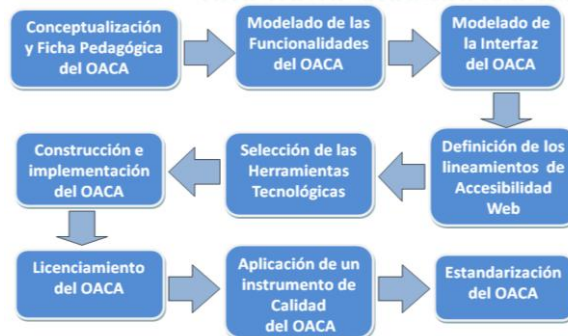 Conceptualización
y Ficha Pedagógica
del OACA
Modelado de las
Funcionalidades
del OACA
Modelado de
la Interfaz
del OACA
Definición de los
lineamientos de
Accesibilidad
Web
Selección de las
Herramientas
Tecnológicas
Construcción e
implementación
del OACA
Licenciamiento
del OACA
Aplicación de un
instrumento de
Calidad
del OACA
Estandarización
del OACA